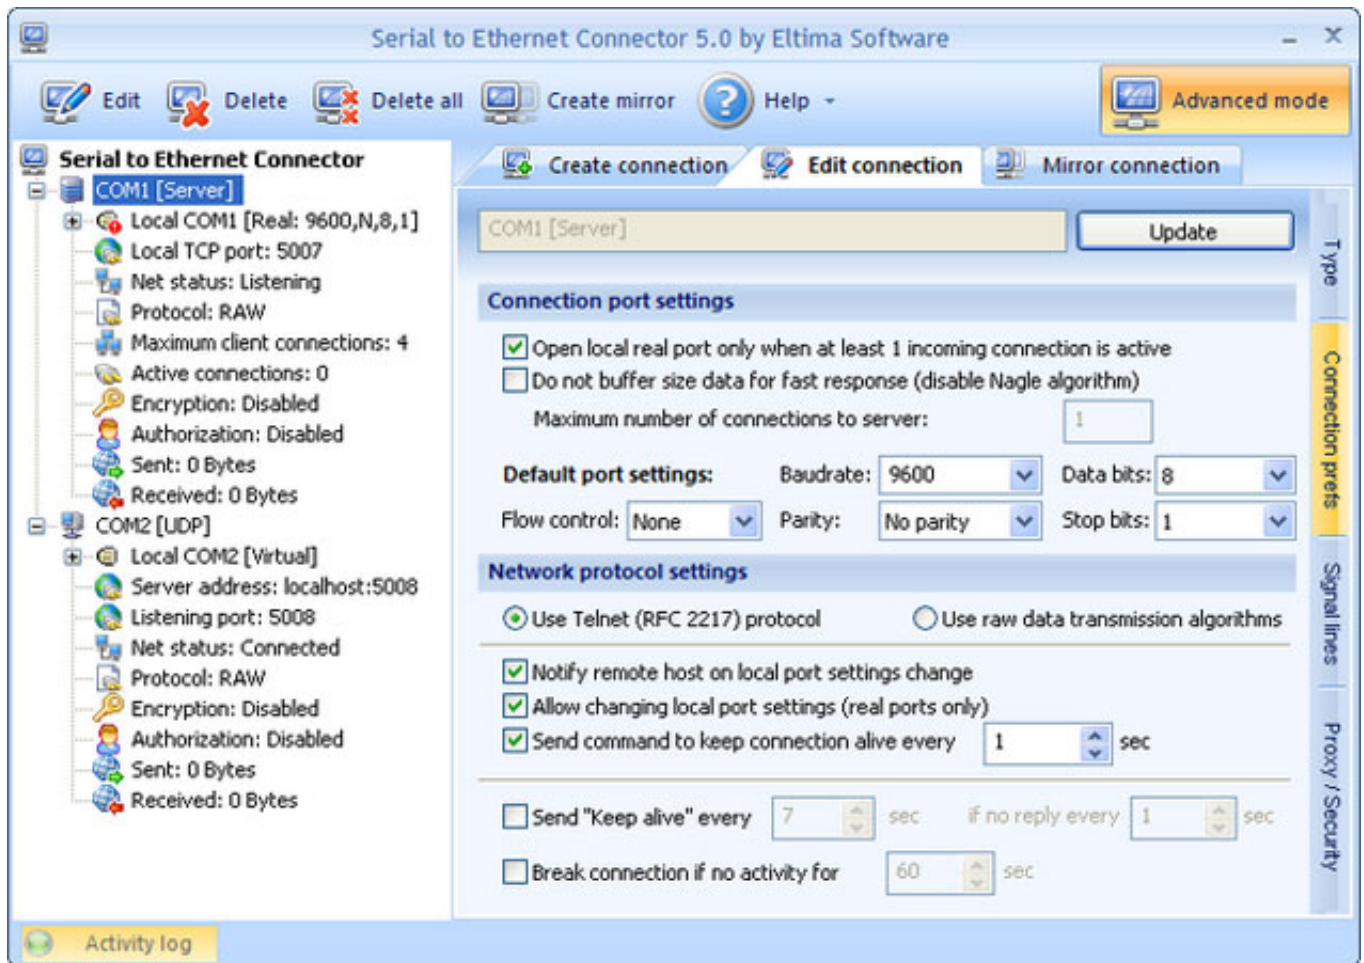 Serial to Ethernet Connector 5.0 by Eltima Software
Edit Delete Delete all Create mirror Help Advanced mode
Serial to Ethernet Connector
COM1 [Server]
Local COM1 [Real: 9600,N,8,1]
Local TCP port: 5007
Net status: Listening
Protocol: RAW
Maximum client connections: 4
Active connections: 0
Encryption: Disabled
Authorization: Disabled
Sent: 0 Bytes
Received: 0 Bytes
COM2 [UDP]
Local COM2 [Virtual]
Server address: localhost:5008
Listening port: 5008
Net status: Connected
Protocol: RAW
Encryption: Disabled
Authorization: Disabled
Sent: 0 Bytes
Received: 0 Bytes
Create connection Edit connection Mirror connection
COM1 [Server] Update
Connection port settings
Open local real port only when at least 1 incoming connection is active
Do not buffer size data for fast response (disable Nagle algorithm)
Maximum number of connections to server: 1
Default port settings: Baudrate: 9600 Data bits: 8
Flow control: None Parity: No parity Stop bits: 1
Network protocol settings
Use Telnet (RFC 2217) protocol Use raw data transmission algorithms
Notify remote host on local port settings change
Allow changing local port settings (real ports only)
Send command to keep connection alive every 1 sec
Send "Keep alive" every 7 sec if no reply every 1 sec
Break connection if no activity for 60 sec
Type
Connection prefs
Signal lines
Proxy / Security
Activity log